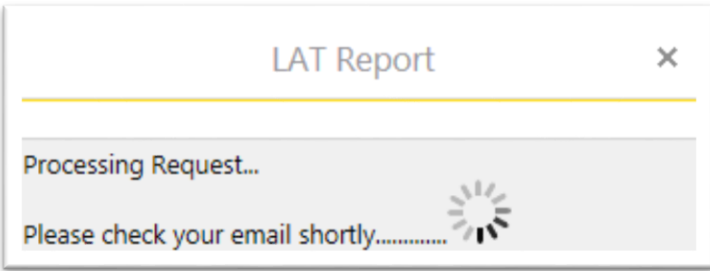 LAT Report
Processing Request...
Please check your email shortly.............